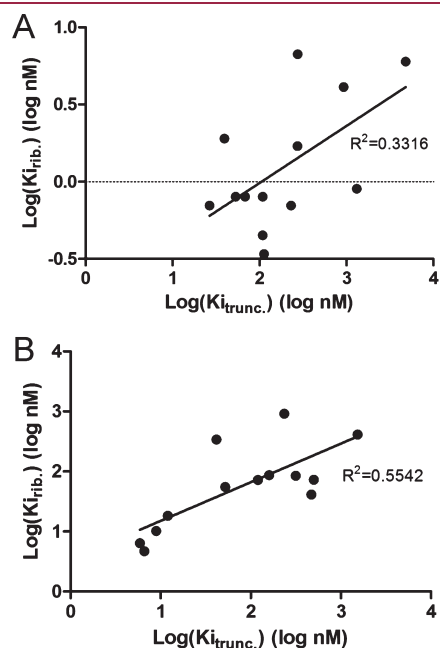 A
Log(Ki_rib.) (log nM)
1.0
0.5
0.0
-0.5
R²=0.3316
0
1
2
3
4
Log(Ki_trunc.) (log nM)
B
Log(Ki_rib.) (log nM)
4
3
2
1
0
R²=0.5542
0
1
2
3
4
Log(Ki_trunc.) (log nM)